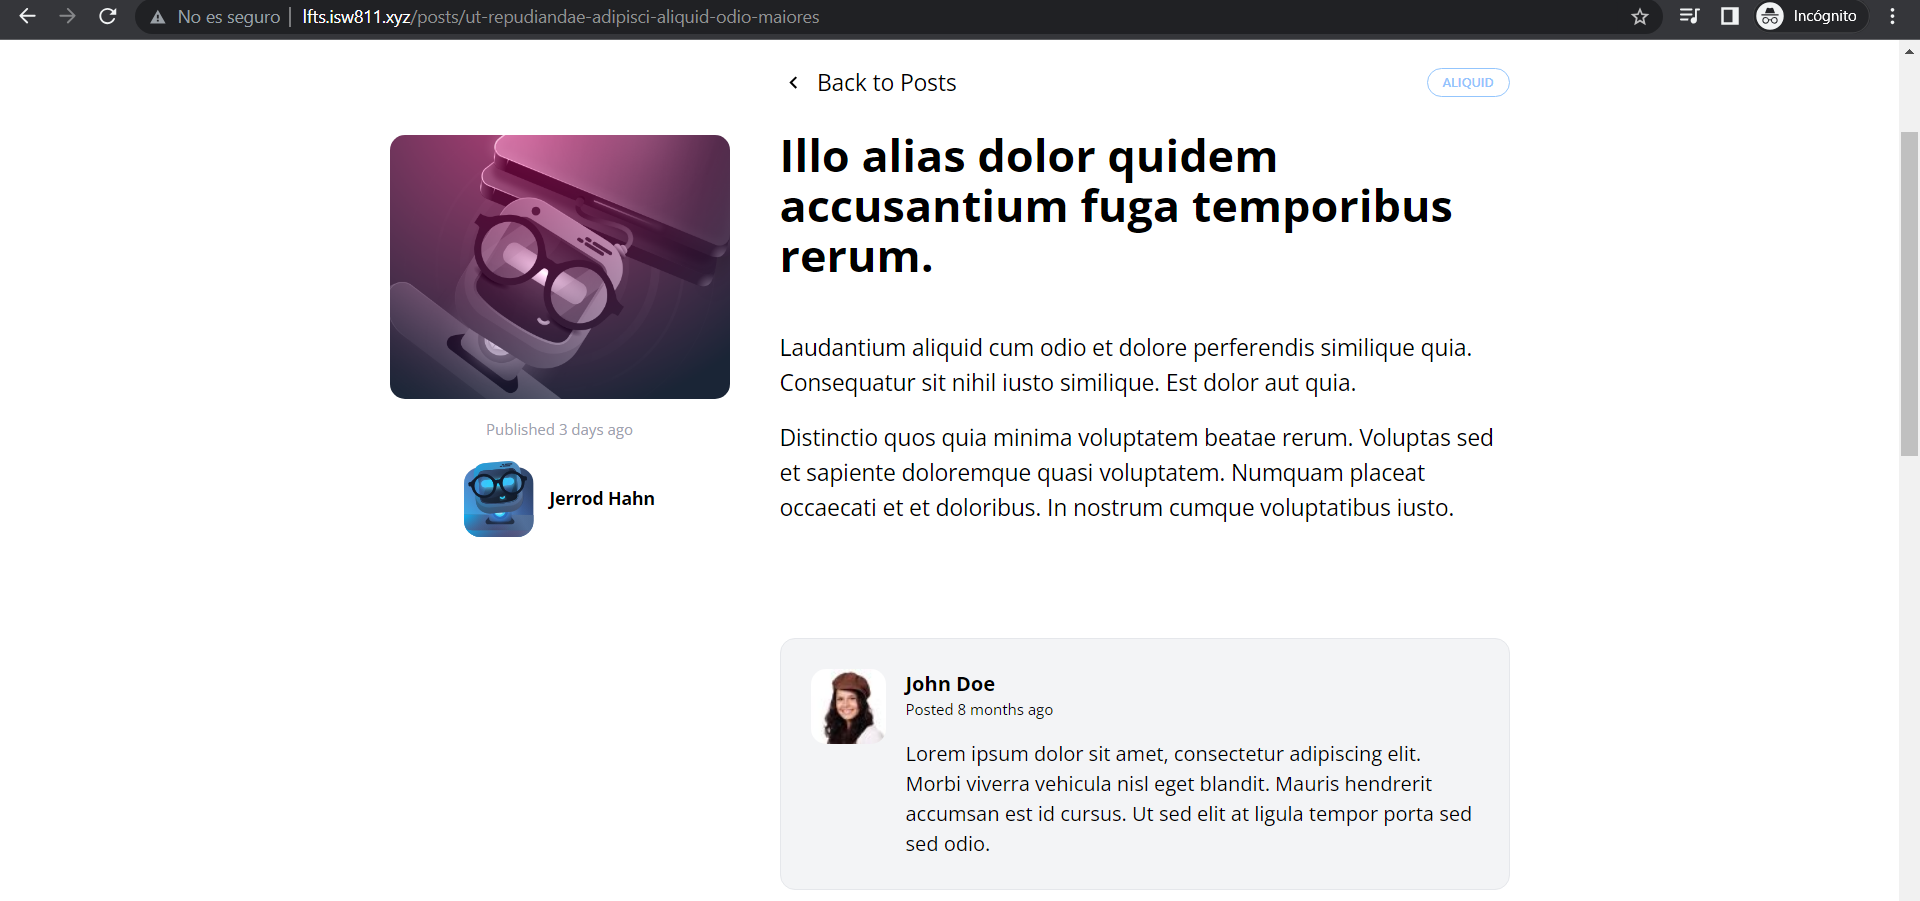 No es seguro
lfts.isw811.xyz/posts/ut-repudiandae-adipisci-aliquid-odio-maiores
Incógnito
Back to Posts
ALIQUID
Illo alias dolor quidem
accusantium fuga temporibus
rerum.
Laudantium aliquid cum odio et dolore perferendis similique quia.
Consequatur sit nihil iusto similique. Est dolor aut quia.
Distinctio quos quia minima voluptatem beatae rerum. Voluptas sed
et sapiente doloremque quasi voluptatem. Numquam placeat
occaecati et et doloribus. In nostrum cumque voluptatibus iusto.
Published 3 days ago
Jerrod Hahn
John Doe
Posted 8 months ago
Lorem ipsum dolor sit amet, consectetur adipiscing elit.
Morbi viverra vehicula nisl eget blandit. Mauris hendrerit
accumsan est id cursus. Ut sed elit at ligula tempor porta sed
sed odio.